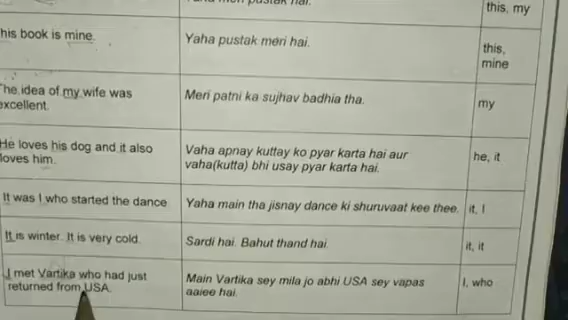 this, my
his book is mine.
Yaha pustak meri hai.
this,
mine
The idea of my wife was
excellent.
Meri patni ka sujhav badhia tha.
my
He loves his dog and it also
loves him.
Vaha apnay kuttay ko pyar karta hai aur
vaha(kutta) bhi usay pyar karta hai.
he, it
It was I who started the dance
Yaha main tha jisnay dance ki shuruvaat kee thee.
it, I
It is winter. It is very cold.
Sardi hai. Bahut thand hai.
it, it
I met Vartika who had just
returned from USA.
Main Vartika sey mila jo abhi USA sey vapas
aaiee hai.
I, who